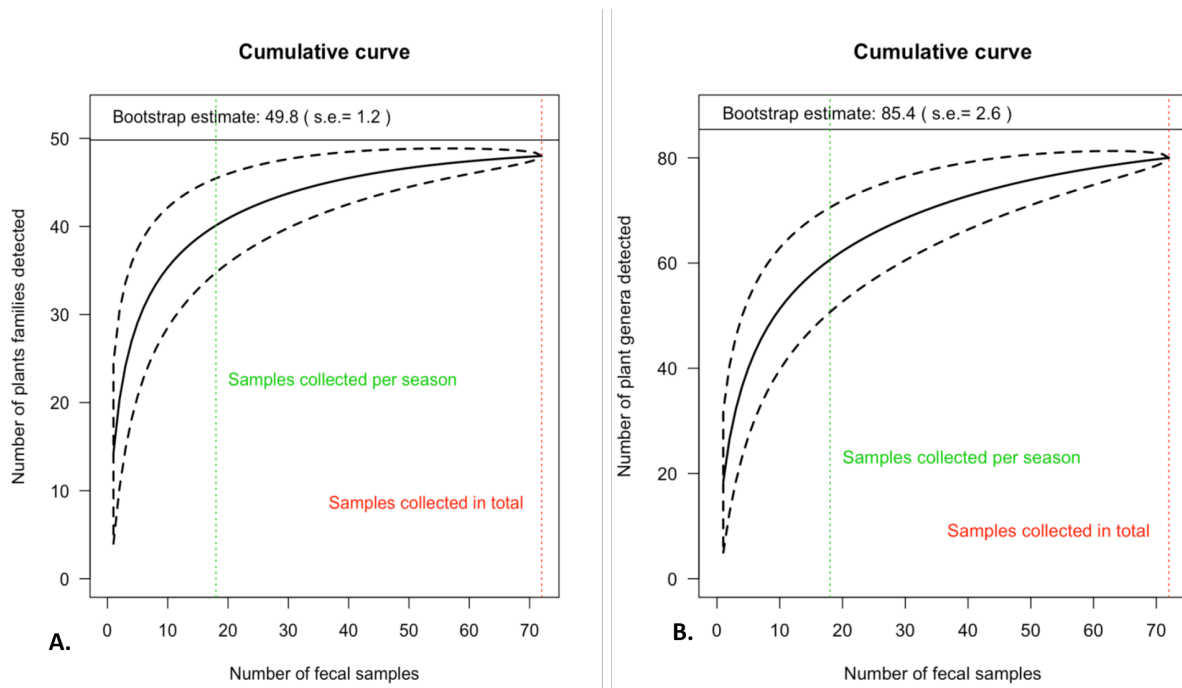 Cumulative curve
Bootstrap estimate: 49.8 ( s.e.= 1.2 )
Number of plants families detected
50
40
30
20
10
0
Samples collected per season
Samples collected in total
0 10 20 30 40 50 60 70
Number of fecal samples
A.
Cumulative curve
Bootstrap estimate: 85.4 ( s.e.= 2.6 )
Number of plant genera detected
80
60
40
20
0
Samples collected per season
Samples collected in total
0 10 20 30 40 50 60 70
Number of fecal samples
B.